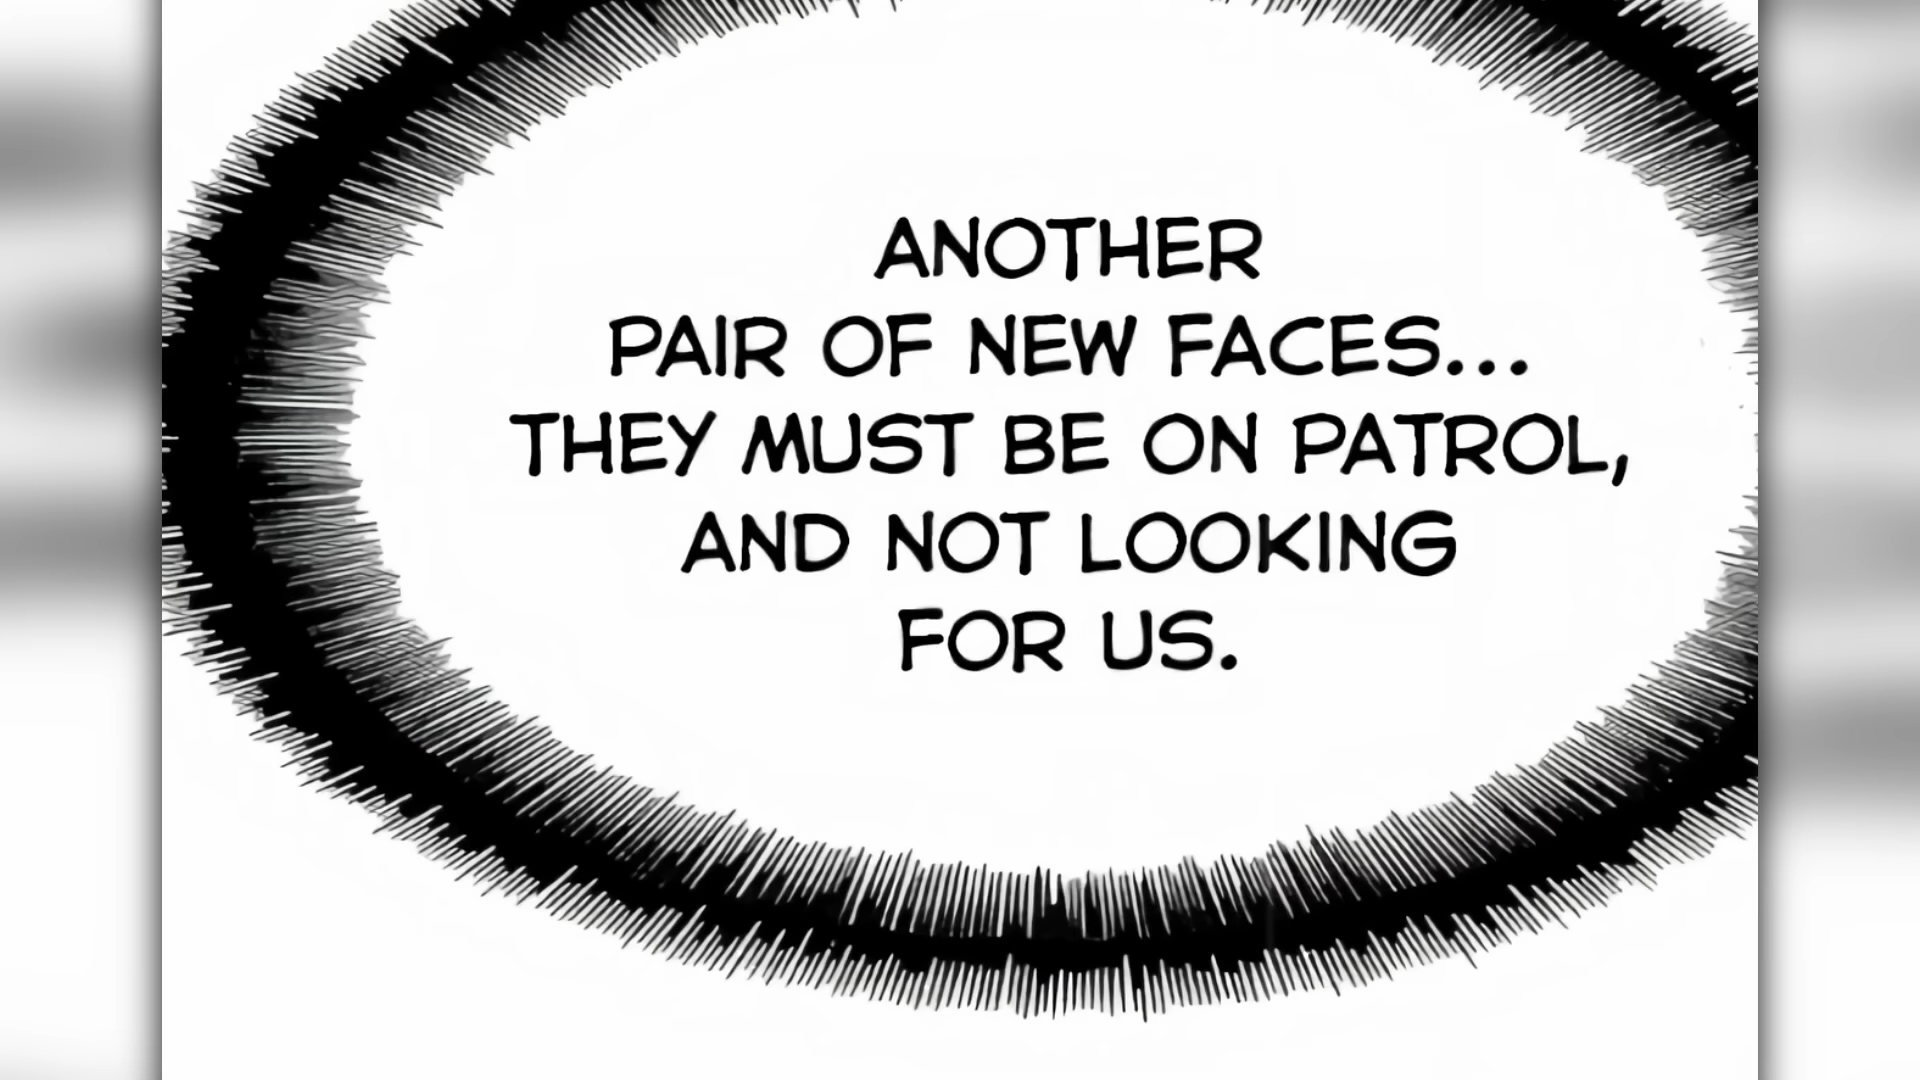 ANOTHER
PAIR OF NEW FACES...
THEY MUST BE ON PATROL,
AND NOT LOOKING
FOR US.